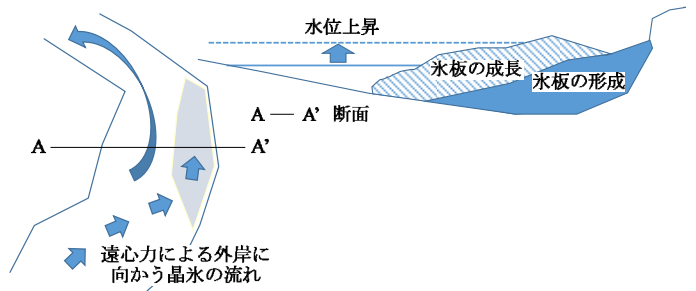 水位上昇
氷板の成長
氷板の形成
A — A’ 断面
A
A’
遠心力による外岸に
向かう晶氷の流れ